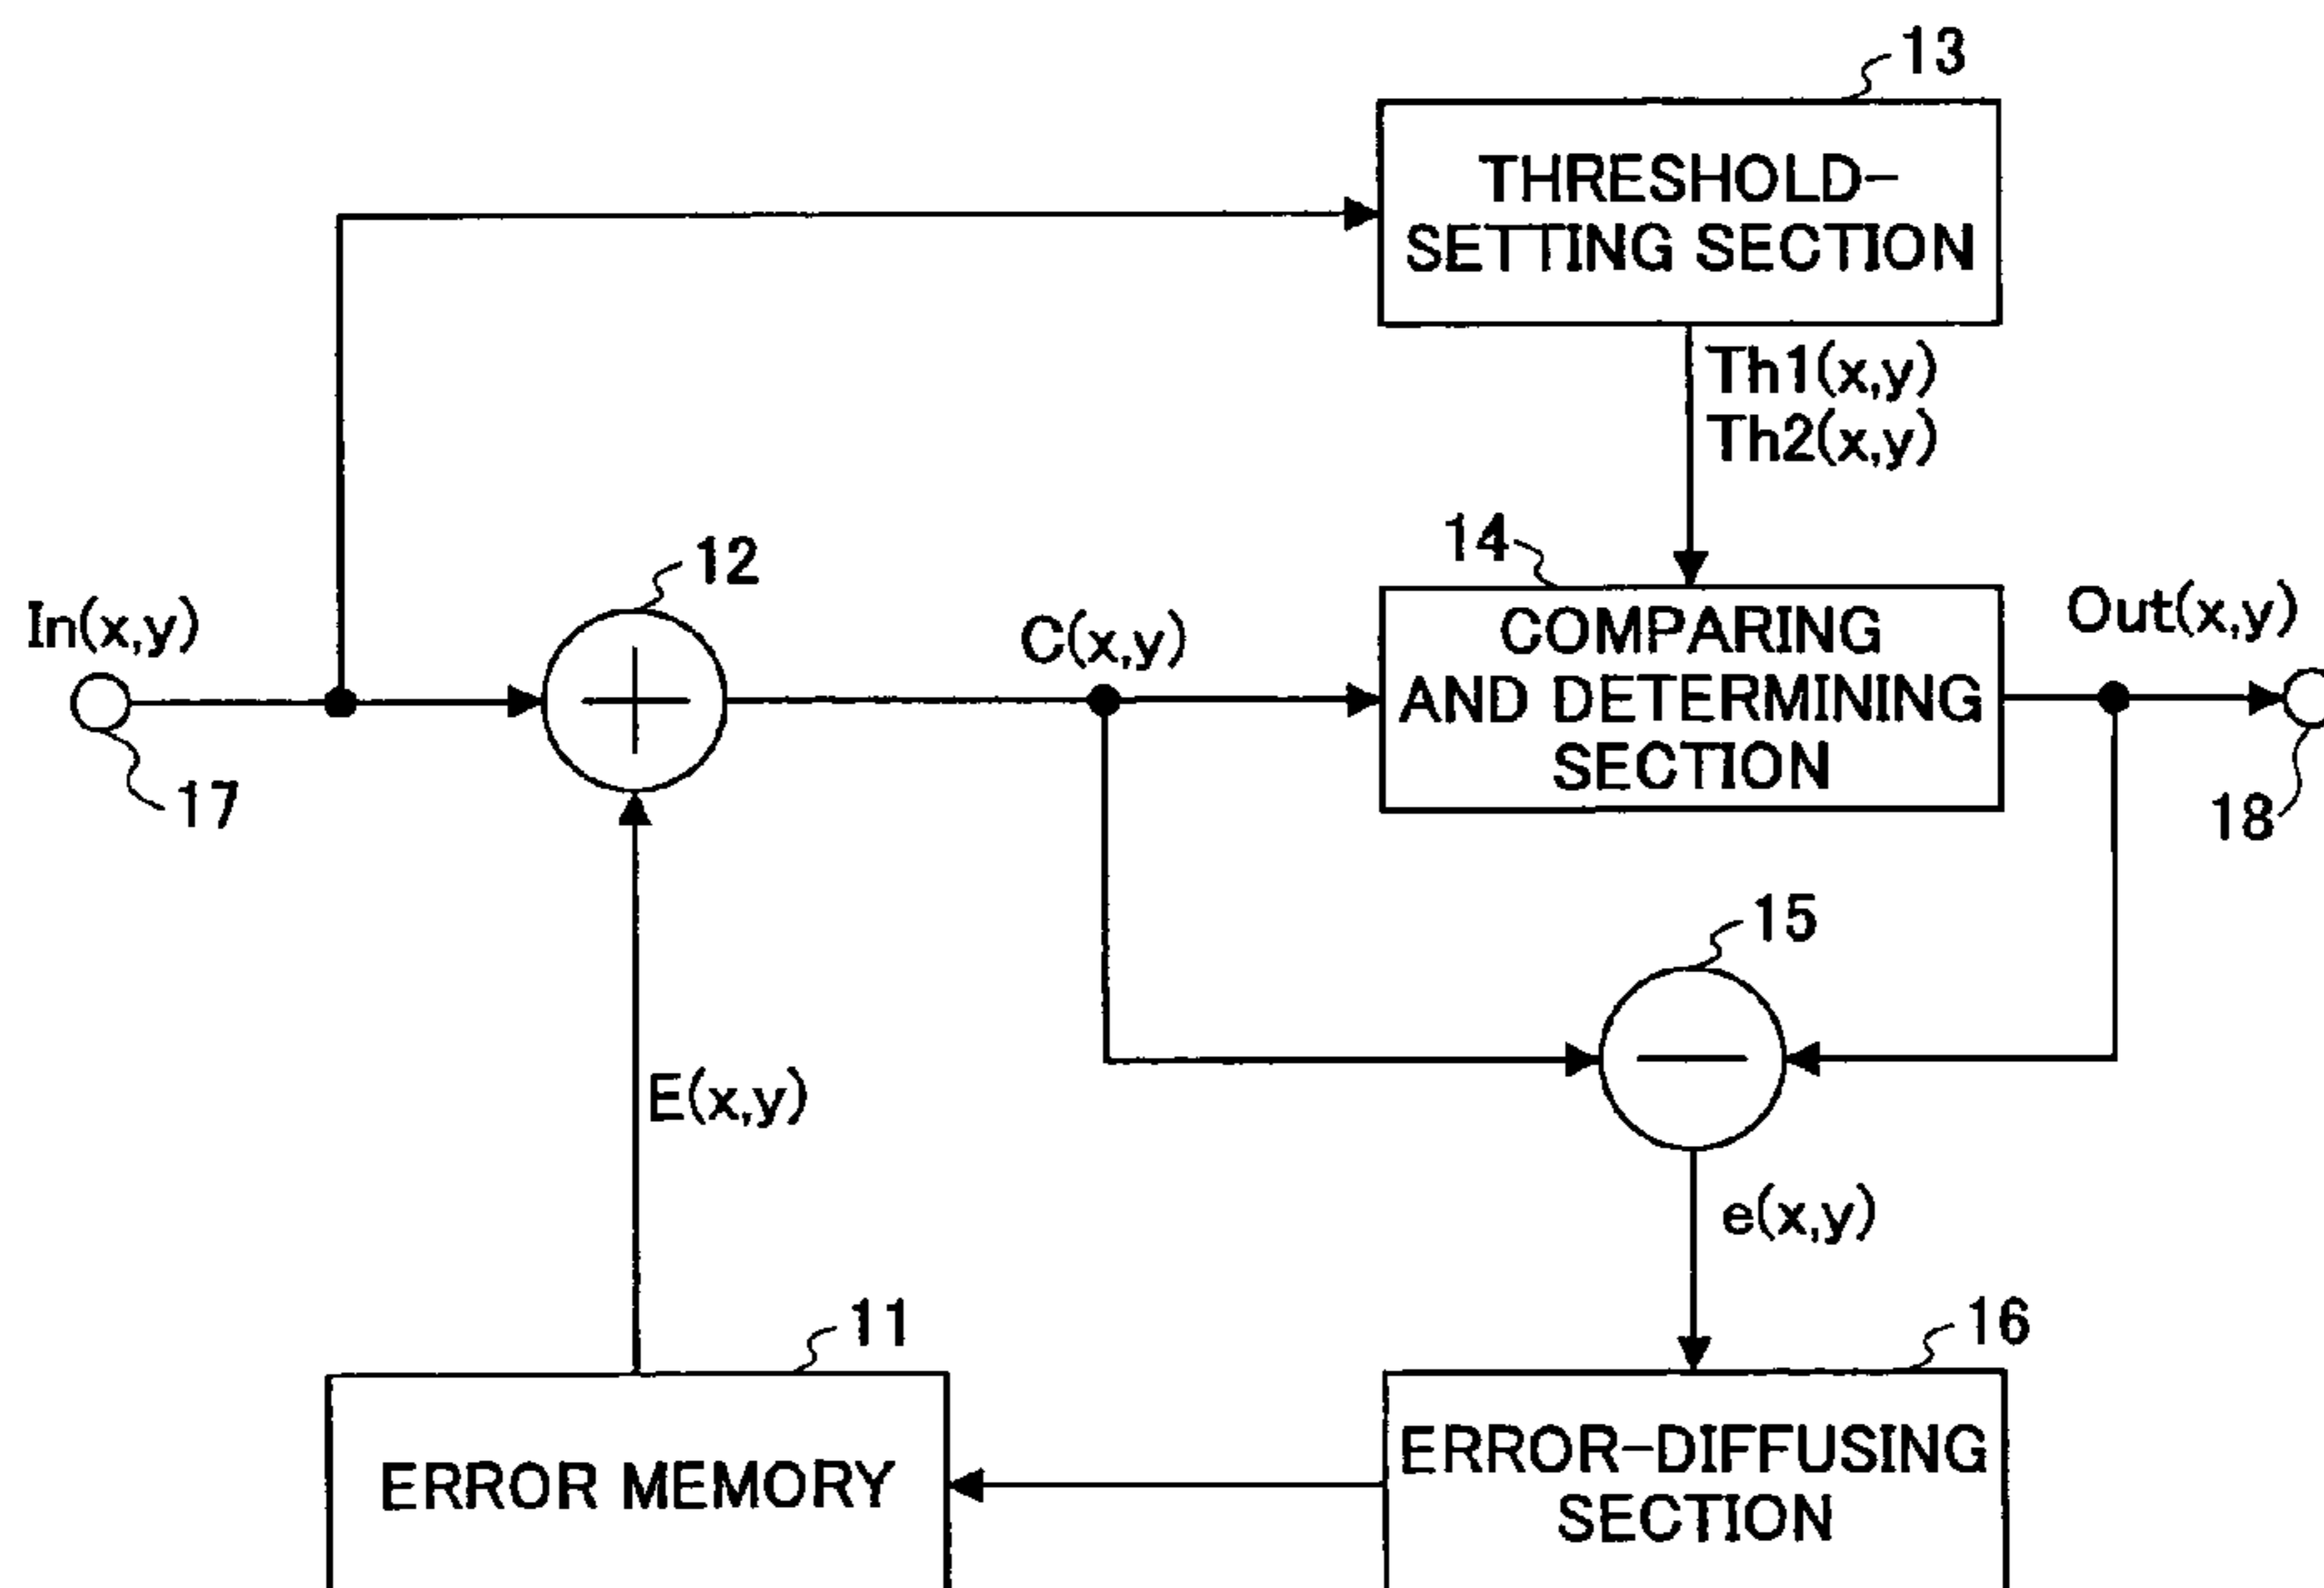 13
THRESHOLD-
SETTING SECTION
Th1(x,y)
Th2(x,y)
12
14
In(x,y)
C(x,y)
COMPARING
AND DETERMINING
SECTION
Out(x,y)
17
18
15
E(x,y)
e(x,y)
11
16
ERROR MEMORY
ERROR-DIFFUSING
SECTION